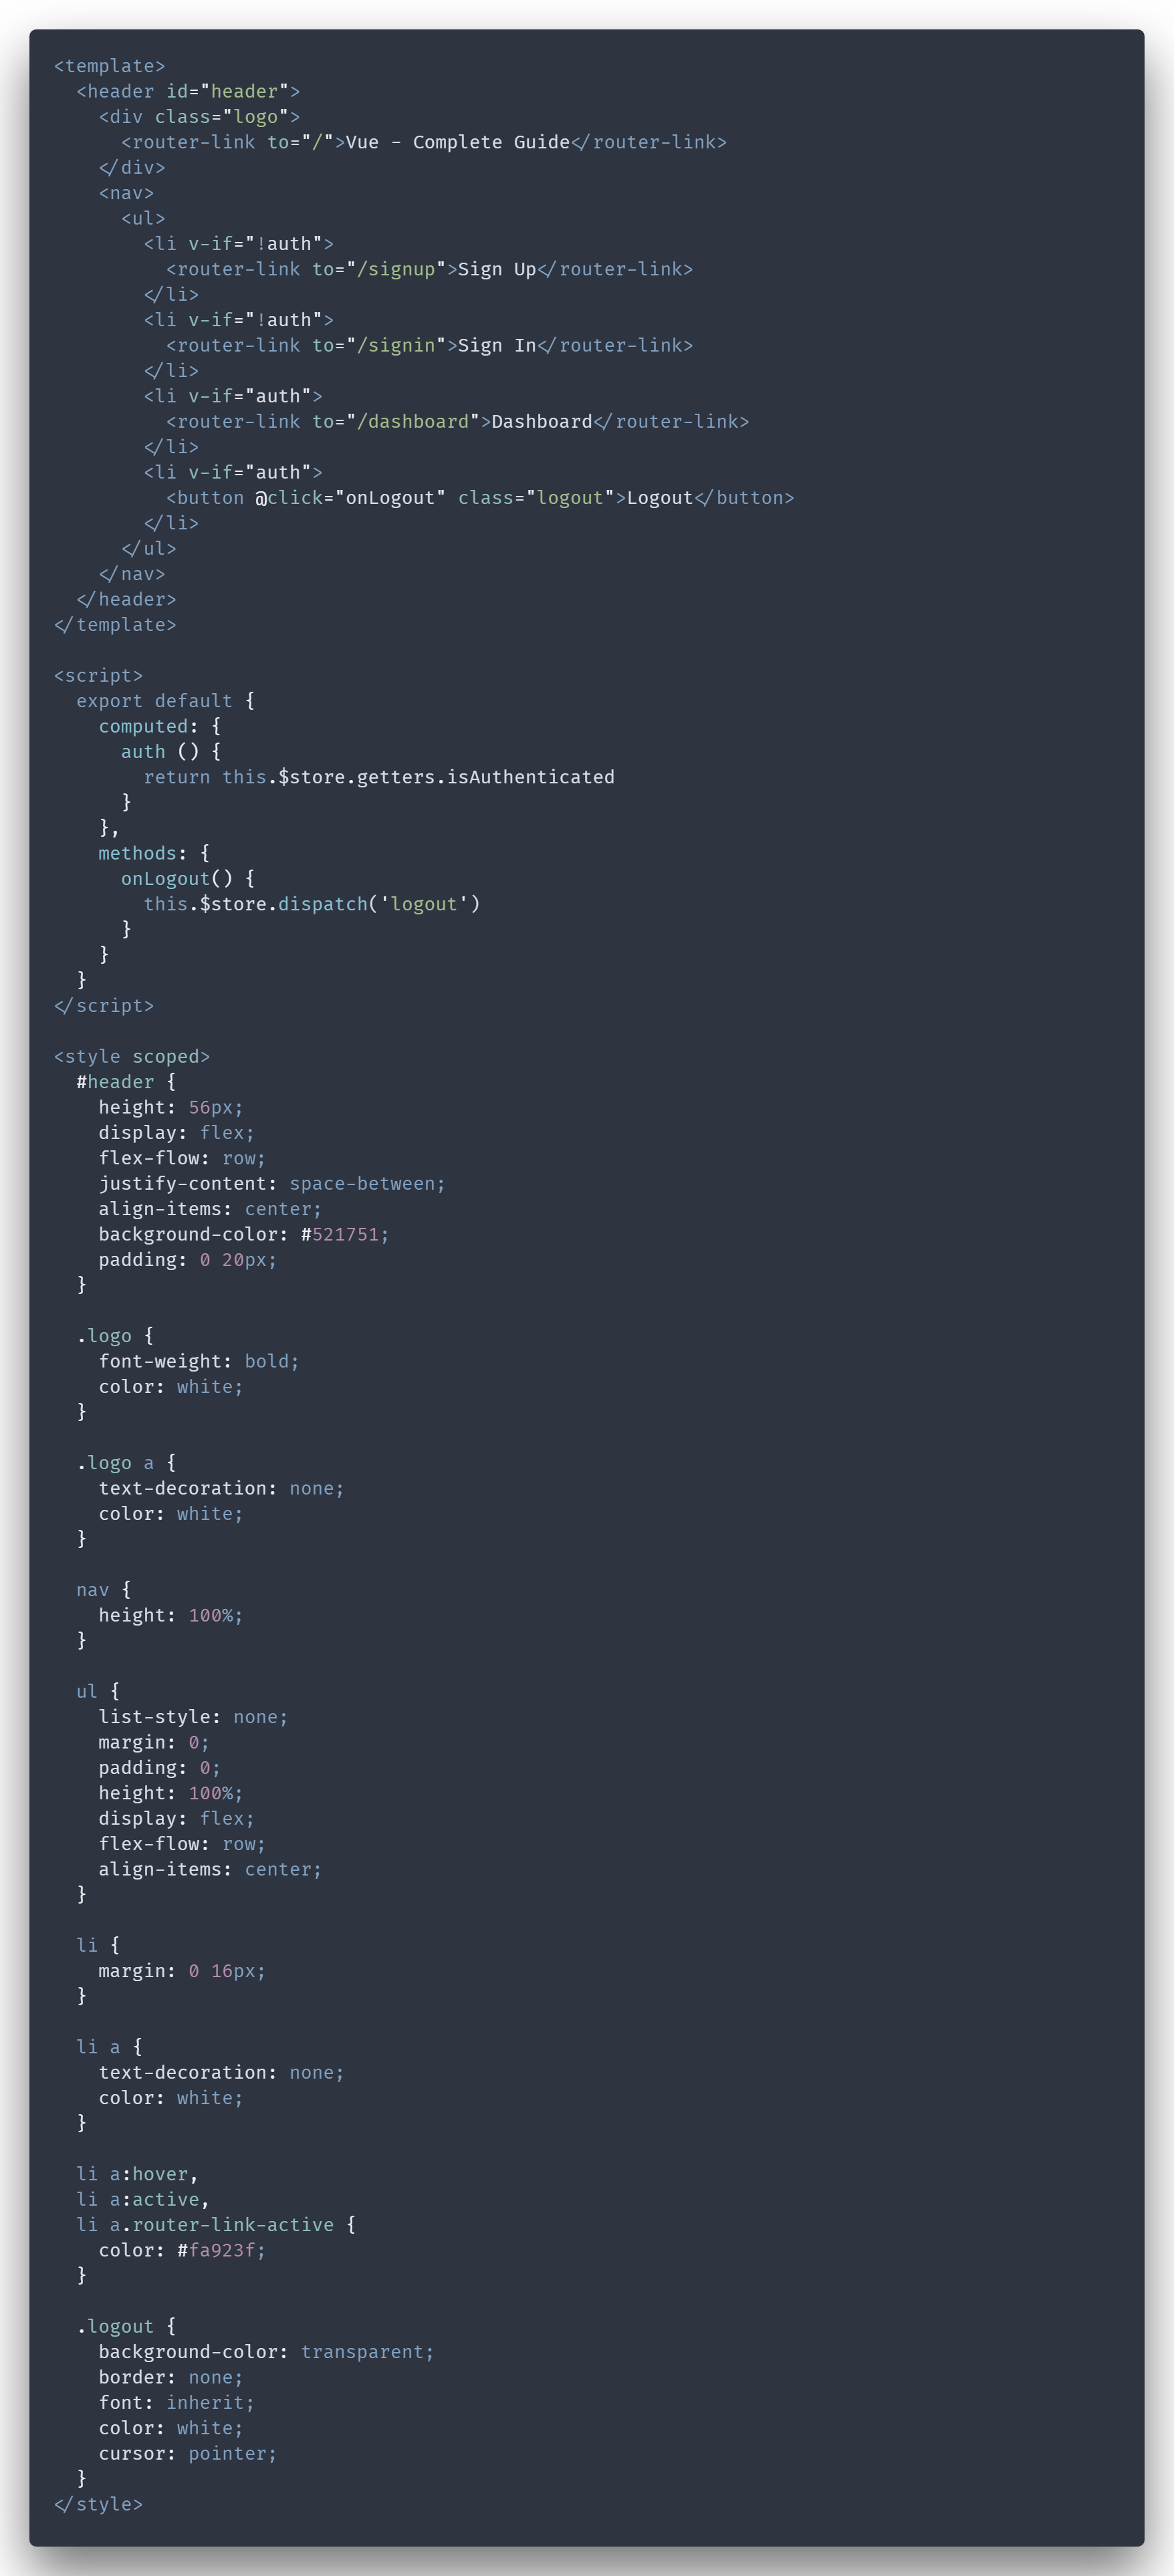 <template>
  <header id="header">
    <div class="logo">
      <router-link to="/">Vue - Complete Guide</router-link>
    </div>
    <nav>
      <ul>
        <li v-if="!auth">
          <router-link to="/signup">Sign Up</router-link>
        </li>
        <li v-if="!auth">
          <router-link to="/signin">Sign In</router-link>
        </li>
        <li v-if="auth">
          <router-link to="/dashboard">Dashboard</router-link>
        </li>
        <li v-if="auth">
          <button @click="onLogout" class="logout">Logout</button>
        </li>
      </ul>
    </nav>
  </header>
</template>

<script>
  export default {
    computed: {
      auth () {
        return this.$store.getters.isAuthenticated
      }
    },
    methods: {
      onLogout() {
        this.$store.dispatch('logout')
      }
    }
  }
</script>

<style scoped>
  #header {
    height: 56px;
    display: flex;
    flex-flow: row;
    justify-content: space-between;
    align-items: center;
    background-color: #521751;
    padding: 0 20px;
  }

  .logo {
    font-weight: bold;
    color: white;
  }

  .logo a {
    text-decoration: none;
    color: white;
  }

  nav {
    height: 100%;
  }

  ul {
    list-style: none;
    margin: 0;
    padding: 0;
    height: 100%;
    display: flex;
    flex-flow: row;
    align-items: center;
  }

  li {
    margin: 0 16px;
  }

  li a {
    text-decoration: none;
    color: white;
  }

  li a:hover,
  li a:active,
  li a.router-link-active {
    color: #fa923f;
  }

  .logout {
    background-color: transparent;
    border: none;
    font: inherit;
    color: white;
    cursor: pointer;
  }
</style>